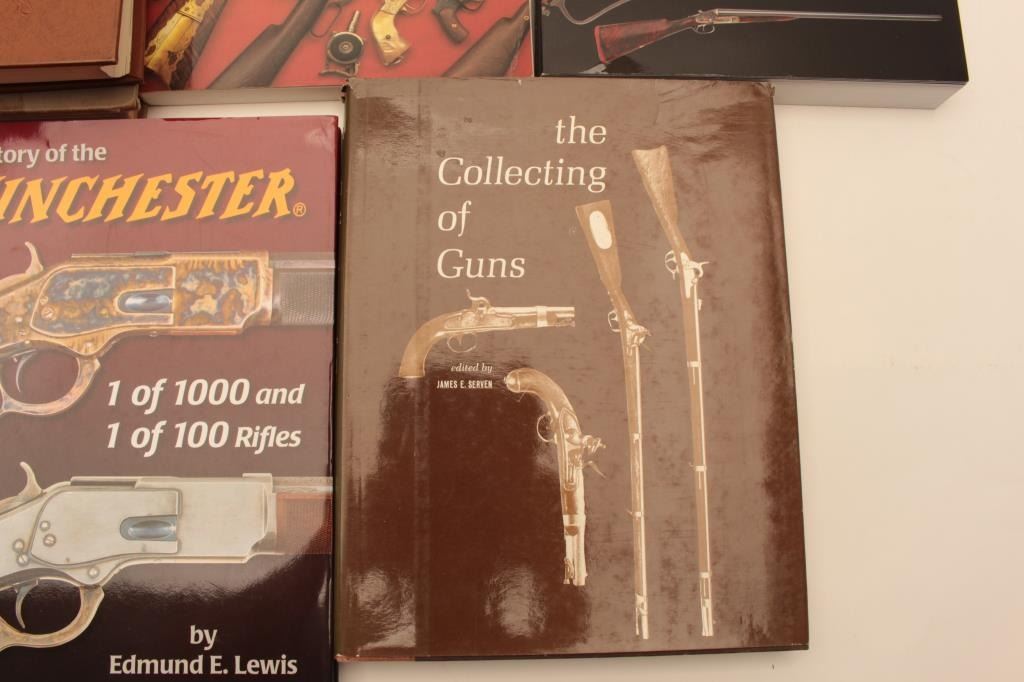 tory of the
INCHESTER®
1 of 1000 and
1 of 100 Rifles
by
Edmund E. Lewis
the
Collecting
of
Guns
edited by
JAMES E. SERVEN